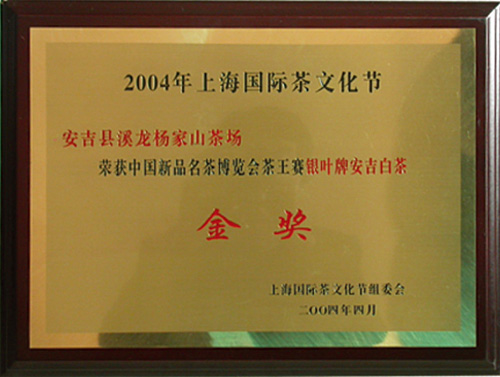 2004年上海国际茶文化节
安吉县溪龙杨家山茶场
荣获中国新品名茶博览会茶王赛银叶牌安吉白茶
金奖
上海国际茶文化节组委会
二〇〇四年四月